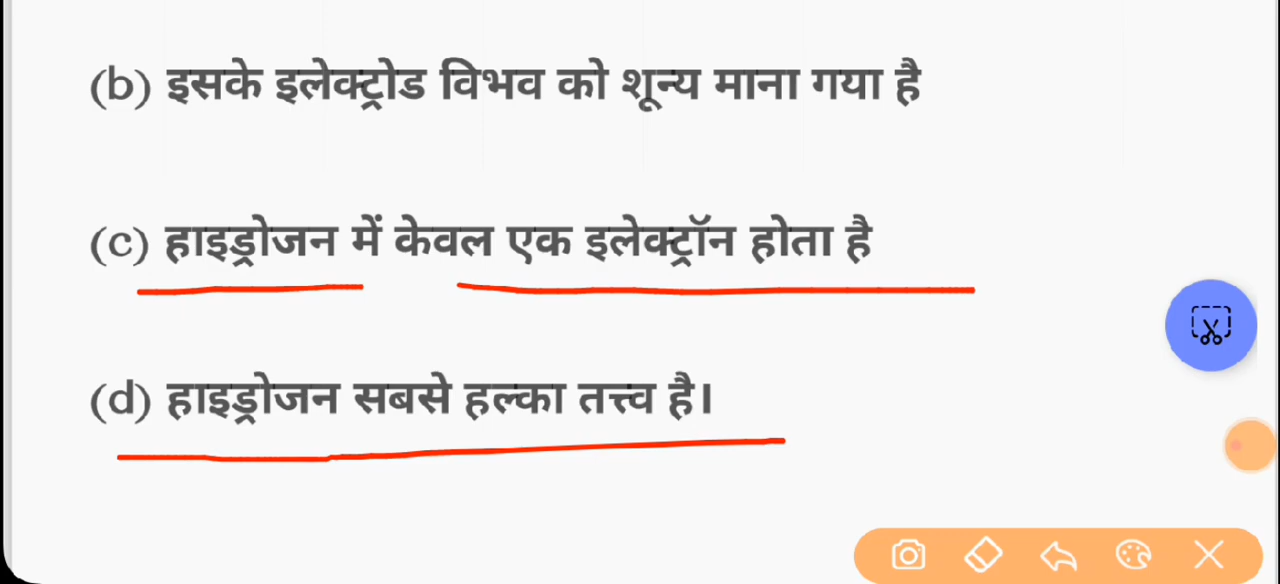 (b) इसके इलेक्ट्रोड विभव को शून्य माना गया है
(c) हाइड्रोजन में केवल एक इलेक्ट्रॉन होता है
(d) हाइड्रोजन सबसे हल्का तत्त्व है।